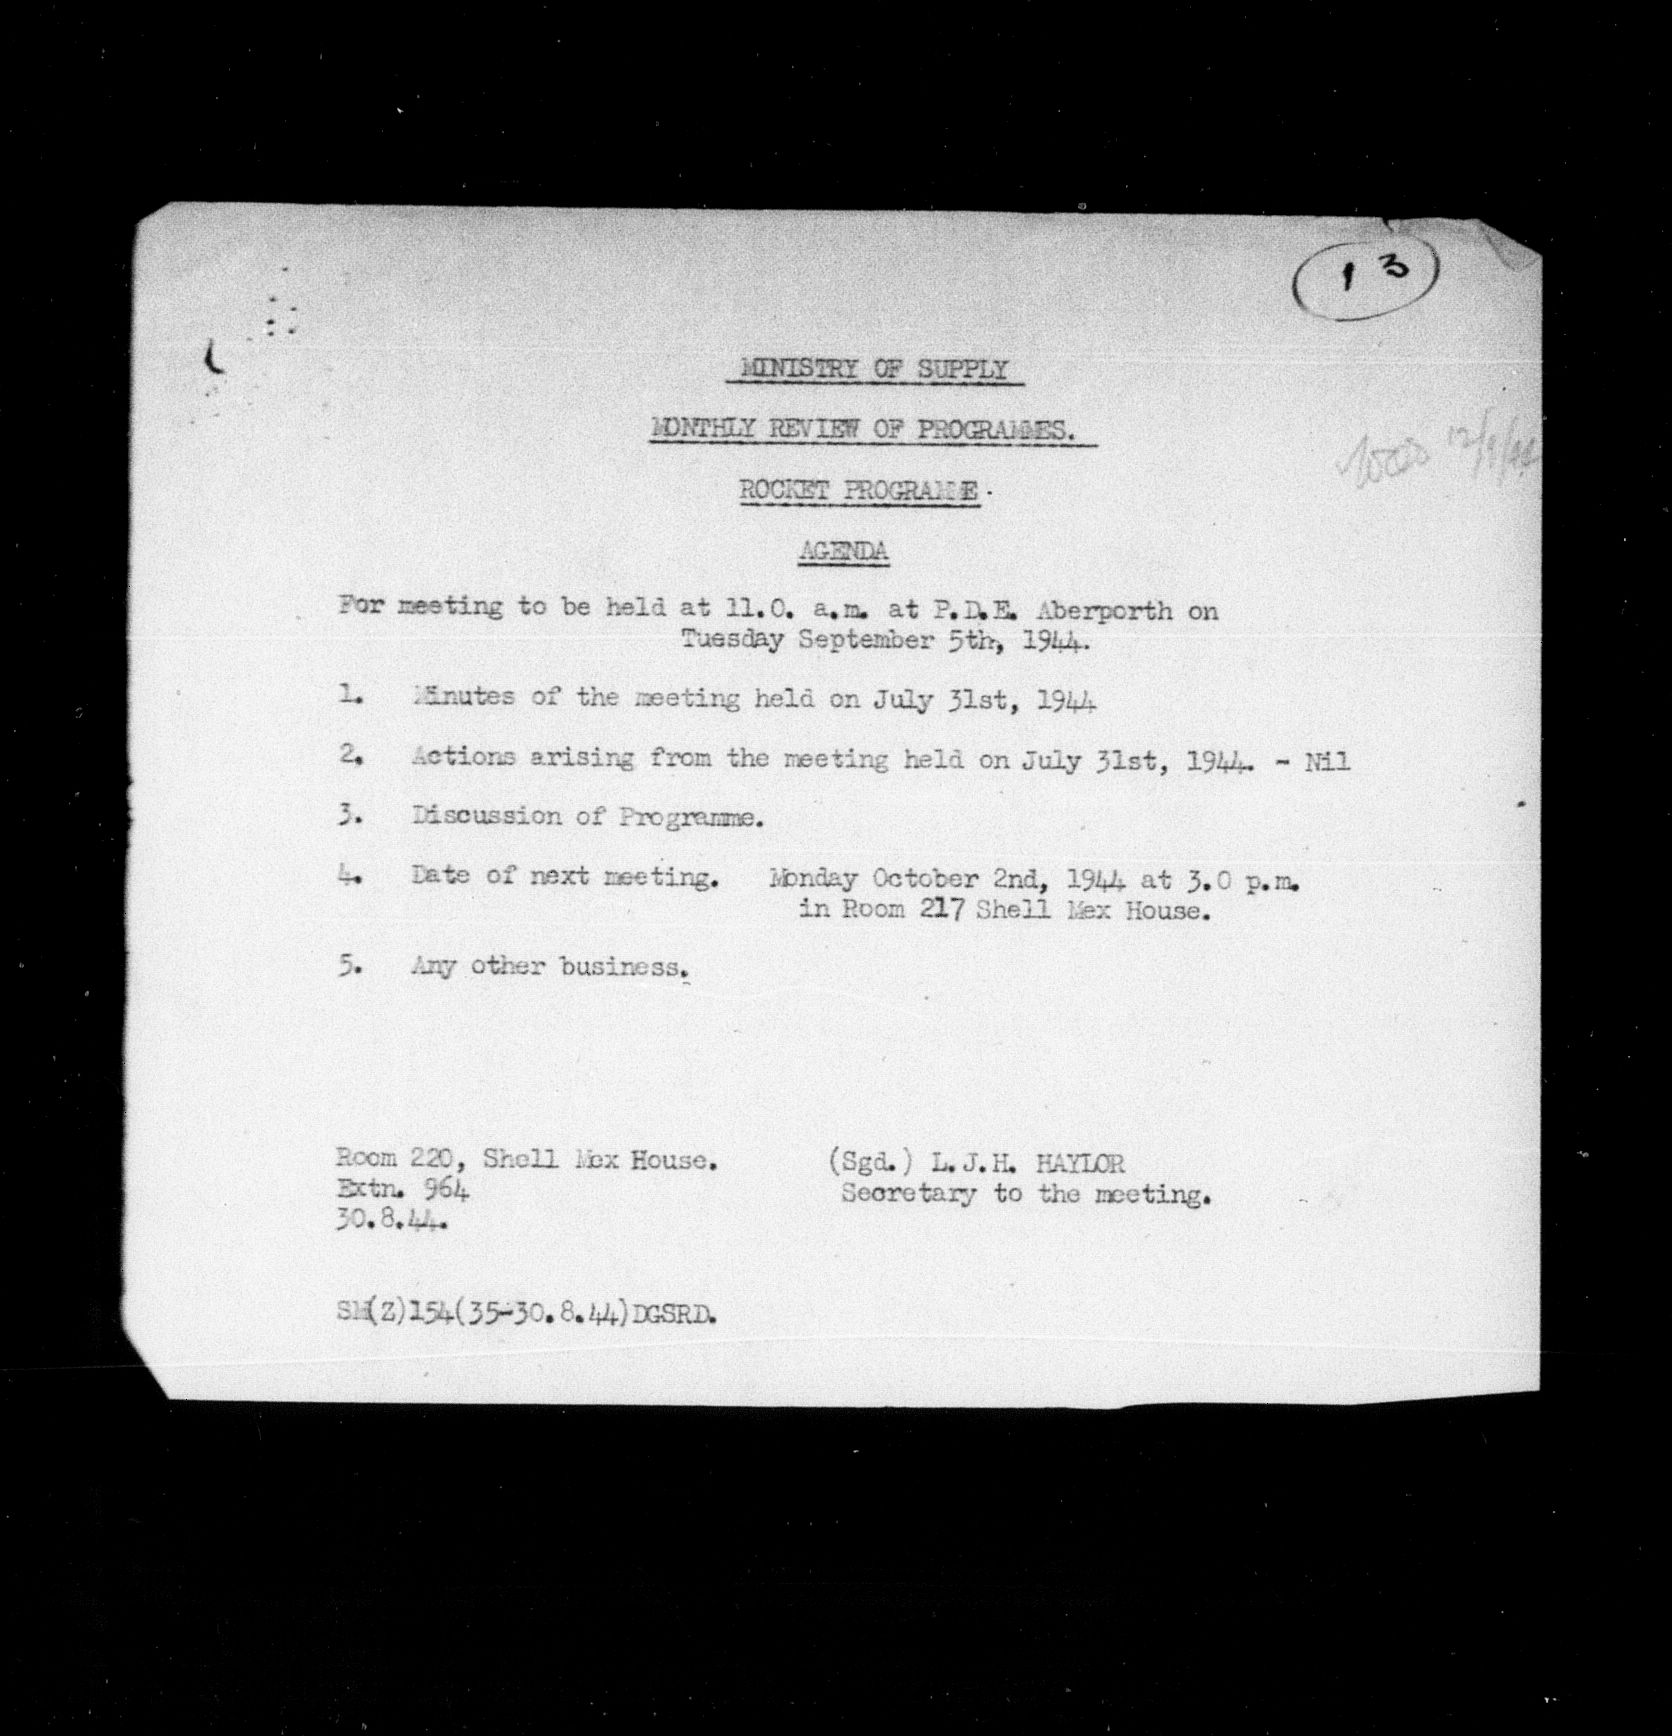 13
MINISTRY OF SUPPLY
MONTHLY REVIEW OF PROGRAMMES.
12/9/44
ROCKET PROGRAMME.
AGENDA
For meeting to be held at 11.0. a.m. at P.D.E. Aberporth on
Tuesday September 5th, 1944.
1. Minutes of the meeting held on July 31st, 1944
2. Actions arising from the meeting held on July 31st, 1944. - Nil
3. Discussion of Programme.
4. Date of next meeting. Monday October 2nd, 1944 at 3.0 p.m.
in Room 217 Shell Mex House.
5. Any other business.
Room 220, Shell Mex House. (Sgd.) L.J.H. HAYLOR
Extn. 964 Secretary to the meeting.
30.8.44.
SM(Z)154(35-30.8.44)DGSRD.